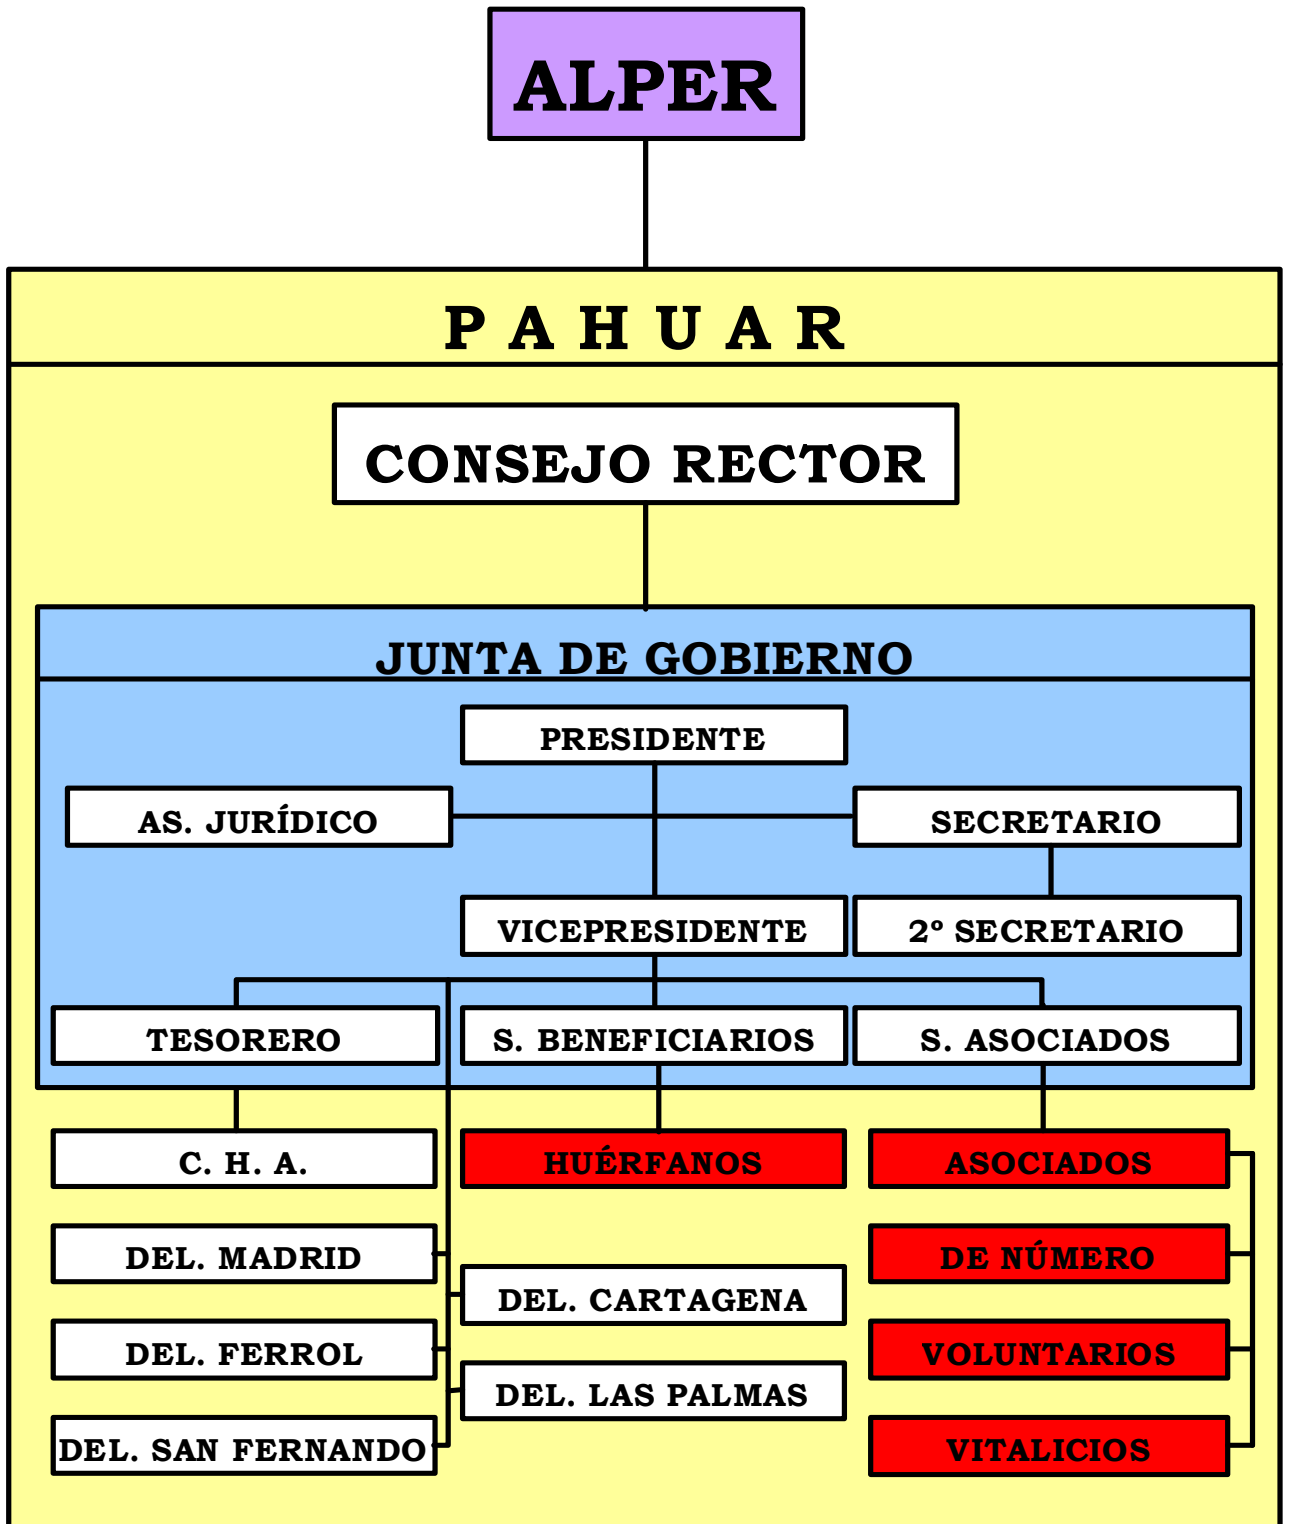 ALPER
P A H U A R
CONSEJO RECTOR
JUNTA DE GOBIERNO
PRESIDENTE
AS. JURÍDICO
SECRETARIO
VICEPRESIDENTE
2º SECRETARIO
TESORERO
S. BENEFICIARIOS
S. ASOCIADOS
C. H. A.
HUÉRFANOS
ASOCIADOS
DEL. MADRID
DE NÚMERO
DEL. CARTAGENA
DEL. FERROL
VOLUNTARIOS
DEL. LAS PALMAS
DEL. SAN FERNANDO
VITALICIOS